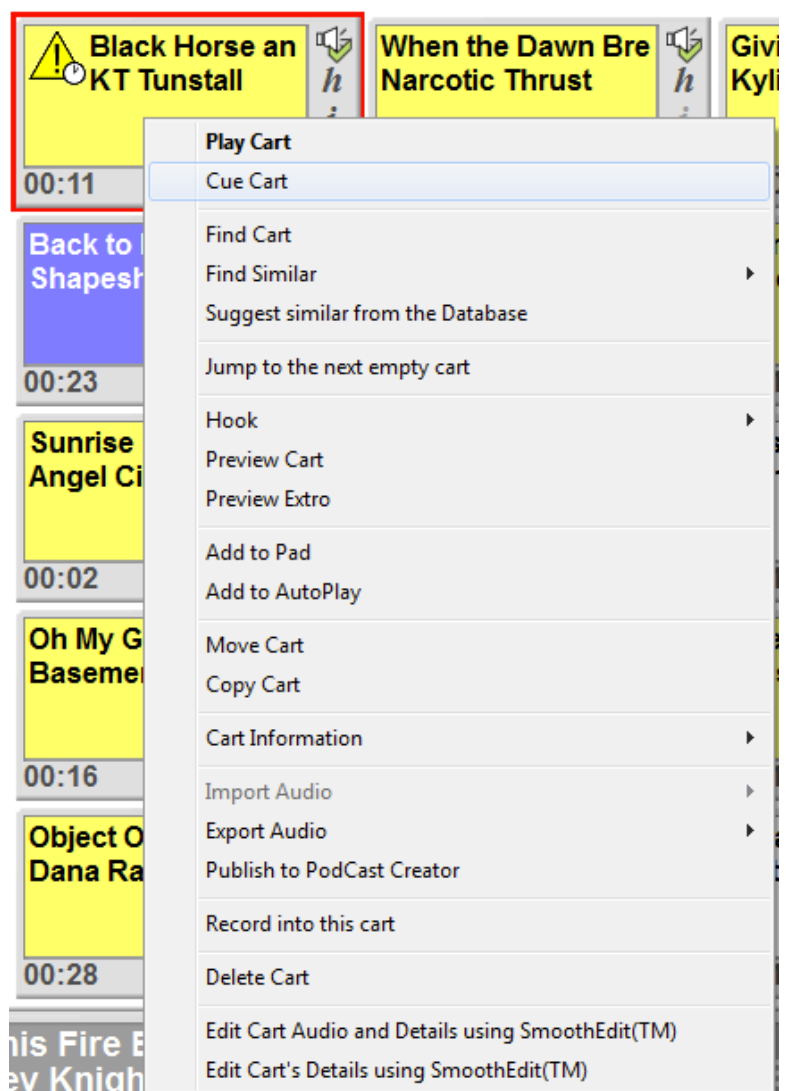 Black Horse an
KT Tunstall
h
00:11
When the Dawn Bre
Narcotic Thrust
h
Givi
Kyli
Back to
Shapesh
00:23
Sunrise
Angel Ci
00:02
Oh My G
Baseme
00:16
Object O
Dana Ra
00:28
his Fire E
ey Knigh
Play Cart
Cue Cart
Find Cart
Find Similar
Suggest similar from the Database
Jump to the next empty cart
Hook
Preview Cart
Preview Extro
Add to Pad
Add to AutoPlay
Move Cart
Copy Cart
Cart Information
Import Audio
Export Audio
Publish to PodCast Creator
Record into this cart
Delete Cart
Edit Cart Audio and Details using SmoothEdit(TM)
Edit Cart's Details using SmoothEdit(TM)